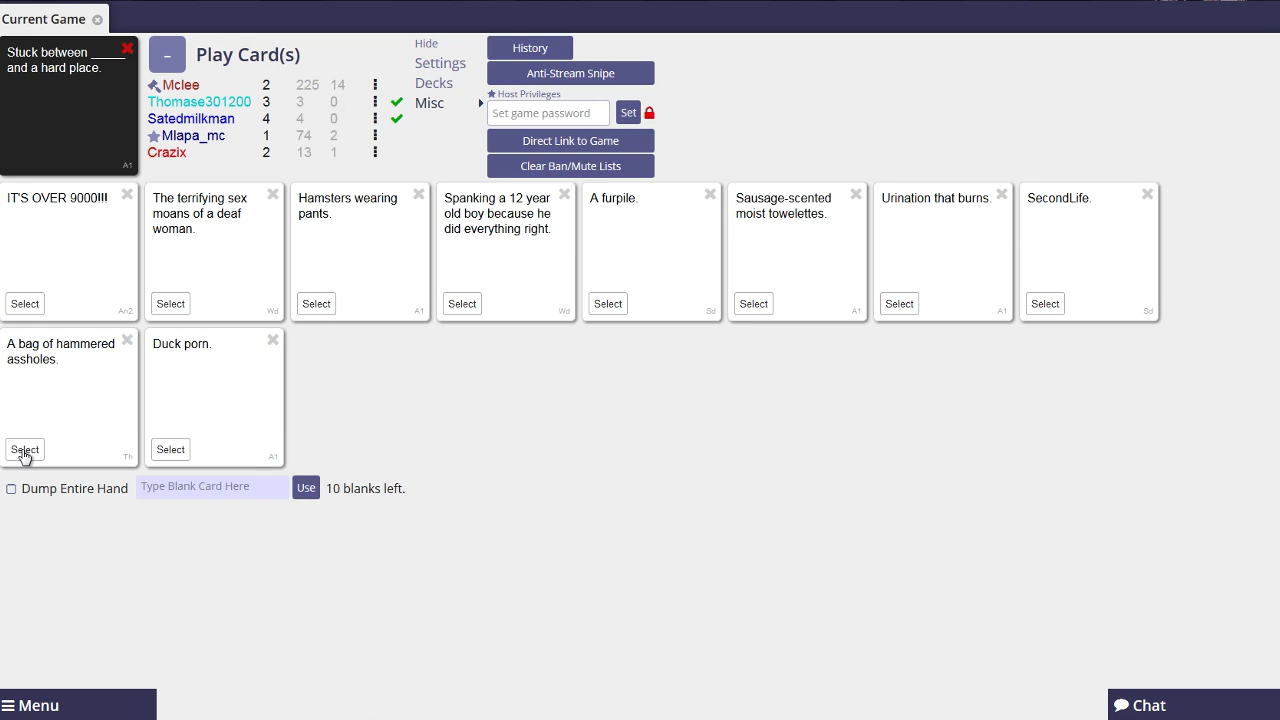 Current Game
Stuck between _____
and a hard place.
A1
–
Play Card(s)
Mclee 2 225 14
Thomase301200 3 3 0
Satedmilkman 4 4 0
Mlapa_mc 1 74 2
Crazix 2 13 1
Hide
Settings
Decks
Misc
History
Anti-Stream Snipe
Host Privileges
Set game password
Set
Direct Link to Game
Clear Ban/Mute Lists
IT'S OVER 9000!!!
Select
An2
The terrifying sex
moans of a deaf
woman.
Select
Wd
Hamsters wearing
pants.
Select
A1
Spanking a 12 year
old boy because he
did everything right.
Select
Wd
A furpile.
Select
Sd
Sausage-scented
moist towelettes.
Select
A1
Urination that burns.
Select
A1
SecondLife.
Select
Sd
A bag of hammered
assholes.
Select
Th
Duck porn.
Select
A1
Dump Entire Hand
Type Blank Card Here
Use
10 blanks left.
Menu
Chat